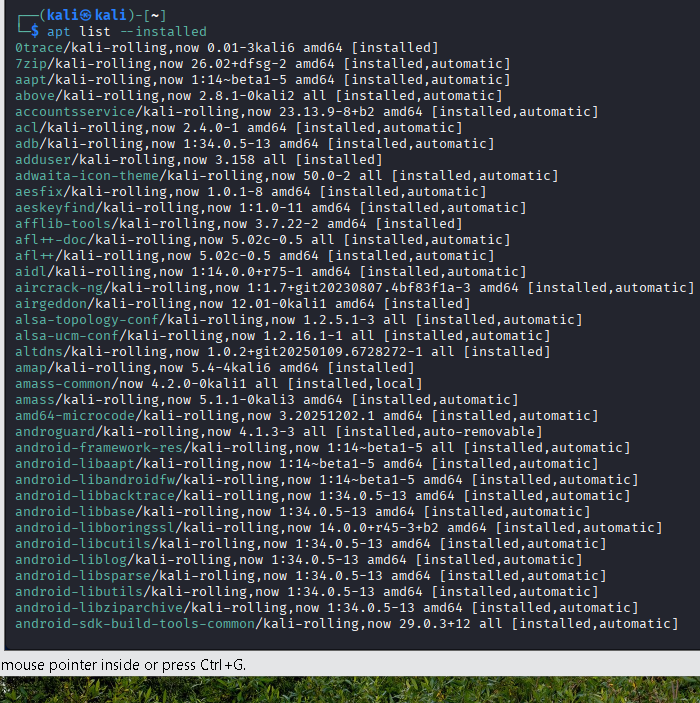 ┌──(kali㉿kali)-[~]
└─$ apt list --installed
0trace/kali-rolling,now 0.01-3kali6 amd64 [installed]
7zip/kali-rolling,now 26.02+dfsg-2 amd64 [installed,automatic]
aapt/kali-rolling,now 1:14~beta1-5 amd64 [installed,automatic]
above/kali-rolling,now 2.8.1-0kali2 all [installed,automatic]
accountsservice/kali-rolling,now 23.13.9-8+b2 amd64 [installed,automatic]
acl/kali-rolling,now 2.4.0-1 amd64 [installed,automatic]
adb/kali-rolling,now 1:34.0.5-13 amd64 [installed,automatic]
adduser/kali-rolling,now 3.158 all [installed]
adwaita-icon-theme/kali-rolling,now 50.0-2 all [installed,automatic]
aesfix/kali-rolling,now 1.0.1-8 amd64 [installed,automatic]
aeskeyfind/kali-rolling,now 1:1.0-11 amd64 [installed,automatic]
afflib-tools/kali-rolling,now 3.7.22-2 amd64 [installed]
afl++-doc/kali-rolling,now 5.02c-0.5 all [installed,automatic]
afl++/kali-rolling,now 5.02c-0.5 amd64 [installed,automatic]
aidl/kali-rolling,now 1:14.0.0+r75-1 amd64 [installed,automatic]
aircrack-ng/kali-rolling,now 1:1.7+git20230807.4bf83f1a-3 amd64 [installed,automatic]
airgeddon/kali-rolling,now 12.01-0kali1 amd64 [installed]
alsa-topology-conf/kali-rolling,now 1.2.5.1-3 all [installed,automatic]
alsa-ucm-conf/kali-rolling,now 1.2.16.1-1 all [installed,automatic]
altdns/kali-rolling,now 1.0.2+git20250109.6728272-1 all [installed]
amap/kali-rolling,now 5.4-4kali6 amd64 [installed]
amass-common/now 4.2.0-0kali1 all [installed,local]
amass/kali-rolling,now 5.1.1-0kali3 amd64 [installed,automatic]
amd64-microcode/kali-rolling,now 3.20251202.1 amd64 [installed,automatic]
androguard/kali-rolling,now 4.1.3-3 all [installed,auto-removable]
android-framework-res/kali-rolling,now 1:14~beta1-5 all [installed,automatic]
android-libaapt/kali-rolling,now 1:14~beta1-5 amd64 [installed,automatic]
android-libandroidfw/kali-rolling,now 1:14~beta1-5 amd64 [installed,automatic]
android-libbacktrace/kali-rolling,now 1:34.0.5-13 amd64 [installed,automatic]
android-libbase/kali-rolling,now 1:34.0.5-13 amd64 [installed,automatic]
android-libboringssl/kali-rolling,now 14.0.0+r45-3+b2 amd64 [installed,automatic]
android-libcutils/kali-rolling,now 1:34.0.5-13 amd64 [installed,automatic]
android-liblog/kali-rolling,now 1:34.0.5-13 amd64 [installed,automatic]
android-libsparse/kali-rolling,now 1:34.0.5-13 amd64 [installed,automatic]
android-libutils/kali-rolling,now 1:34.0.5-13 amd64 [installed,automatic]
android-libziparchive/kali-rolling,now 1:34.0.5-13 amd64 [installed,automatic]
android-sdk-build-tools-common/kali-rolling,now 29.0.3+12 all [installed,automatic]
mouse pointer inside or press Ctrl+G.